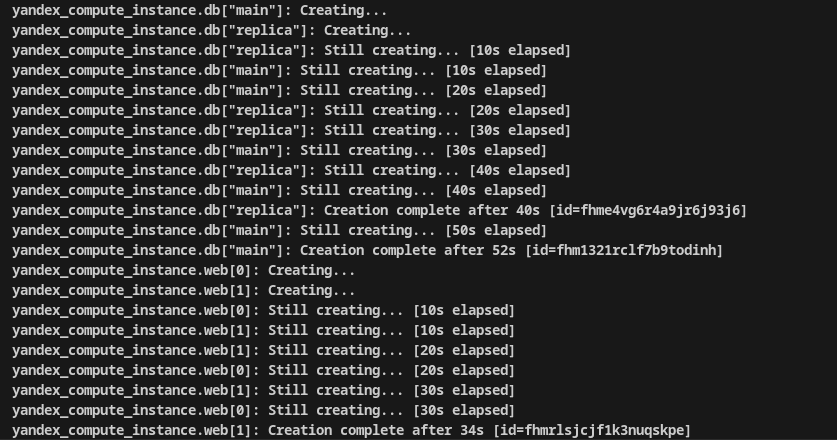 yandex_compute_instance.db["main"]: Creating...
yandex_compute_instance.db["replica"]: Creating...
yandex_compute_instance.db["replica"]: Still creating... [10s elapsed]
yandex_compute_instance.db["main"]: Still creating... [10s elapsed]
yandex_compute_instance.db["main"]: Still creating... [20s elapsed]
yandex_compute_instance.db["replica"]: Still creating... [20s elapsed]
yandex_compute_instance.db["replica"]: Still creating... [30s elapsed]
yandex_compute_instance.db["main"]: Still creating... [30s elapsed]
yandex_compute_instance.db["replica"]: Still creating... [40s elapsed]
yandex_compute_instance.db["main"]: Still creating... [40s elapsed]
yandex_compute_instance.db["replica"]: Creation complete after 40s [id=fhme4vg6r4a9jr6j93j6]
yandex_compute_instance.db["main"]: Still creating... [50s elapsed]
yandex_compute_instance.db["main"]: Creation complete after 52s [id=fhm1321rclf7b9todinh]
yandex_compute_instance.web[0]: Creating...
yandex_compute_instance.web[1]: Creating...
yandex_compute_instance.web[0]: Still creating... [10s elapsed]
yandex_compute_instance.web[1]: Still creating... [10s elapsed]
yandex_compute_instance.web[1]: Still creating... [20s elapsed]
yandex_compute_instance.web[0]: Still creating... [20s elapsed]
yandex_compute_instance.web[1]: Still creating... [30s elapsed]
yandex_compute_instance.web[0]: Still creating... [30s elapsed]
yandex_compute_instance.web[1]: Creation complete after 34s [id=fhmrlsjcjf1k3nuqskpe]